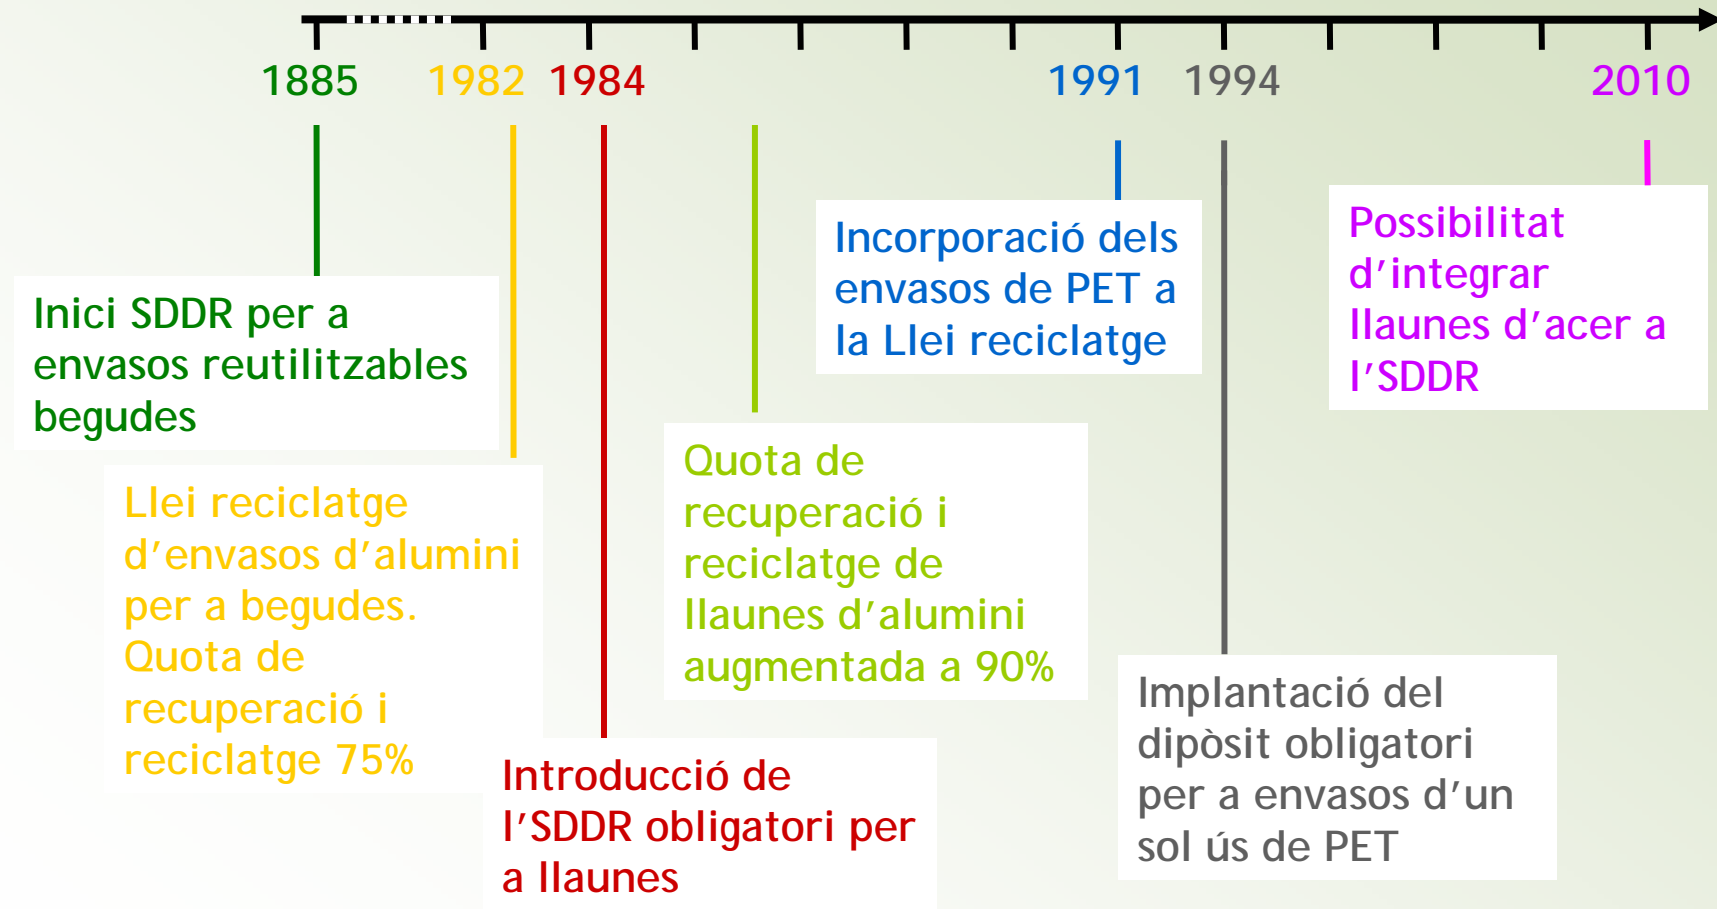 1885
1982
1984
1991
1994
2010
Inici SDDR per a
envasos reutilitzables
begudes
Llei reciclatge
d’envasos d’alumini
per a begudes.
Quota de
recuperació i
reciclatge 75%
Introducció de
l’SDDR obligatori per
a llaunes
Quota de
recuperació i
reciclatge de
llaunes d’alumini
augmentada a 90%
Incorporació dels
envasos de PET a
la Llei reciclatge
Implantació del
dipòsit obligatori
per a envasos d’un
sol ús de PET
Possibilitat
d’integrar
llaunes d’acer a
l’SDDR